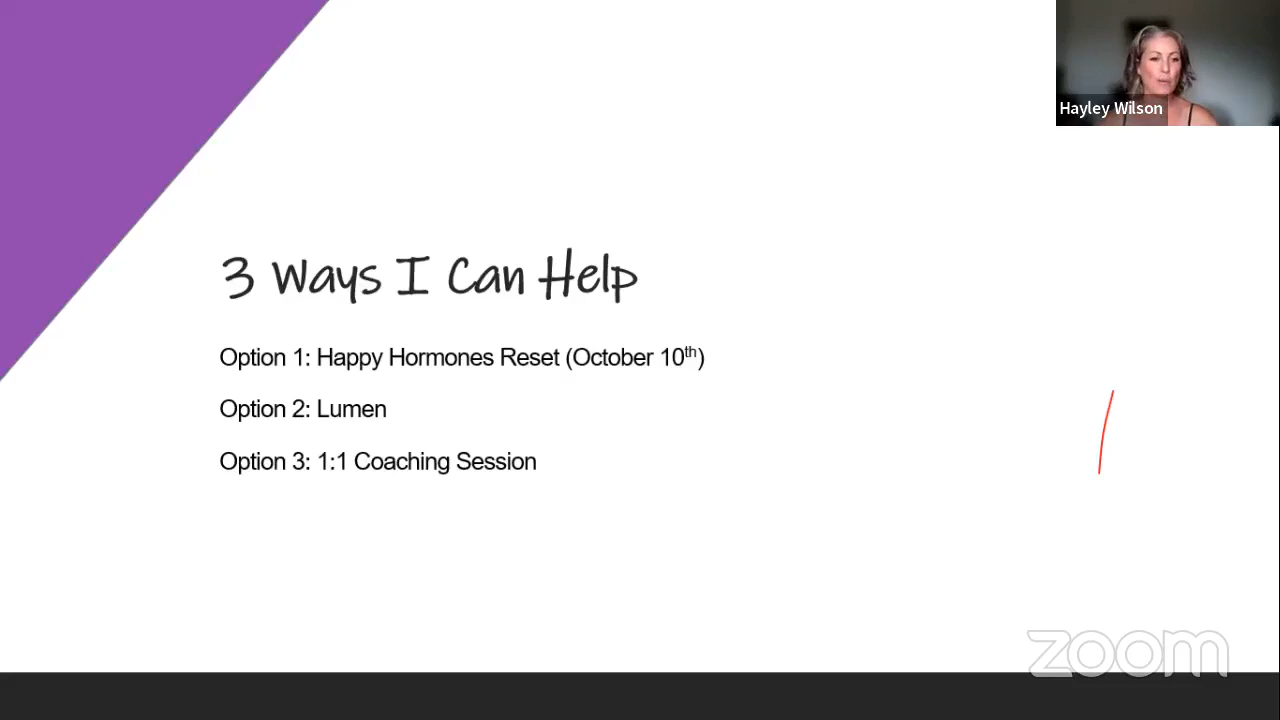 Hayley Wilson
3 Ways I Can Help
Option 1: Happy Hormones Reset (October 10th)
Option 2: Lumen
Option 3: 1:1 Coaching Session
zoom